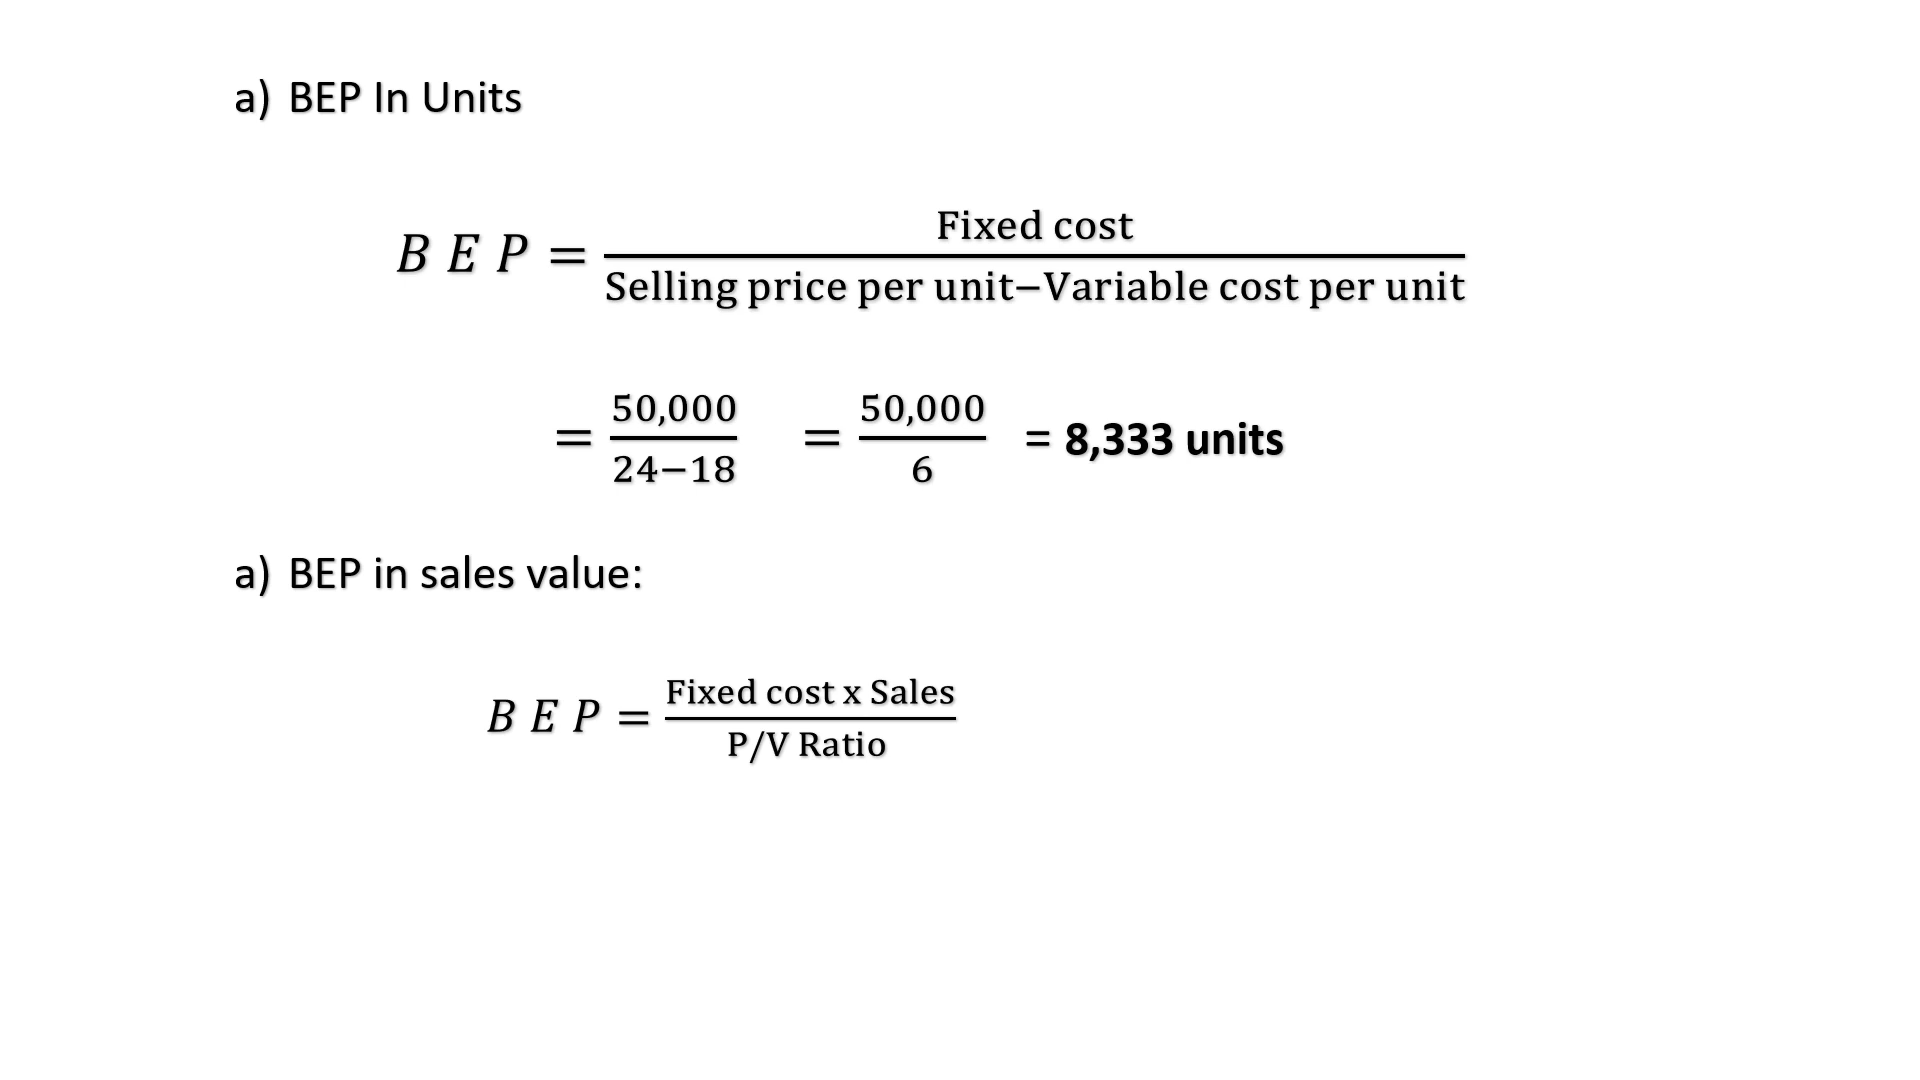 a) BEP In Units
B E P = Fixed cost / Selling price per unit−Variable cost per unit
= 50,000 / 24−18 = 50,000 / 6 = 8,333 units
a) BEP in sales value:
B E P = Fixed cost x Sales / P/V Ratio